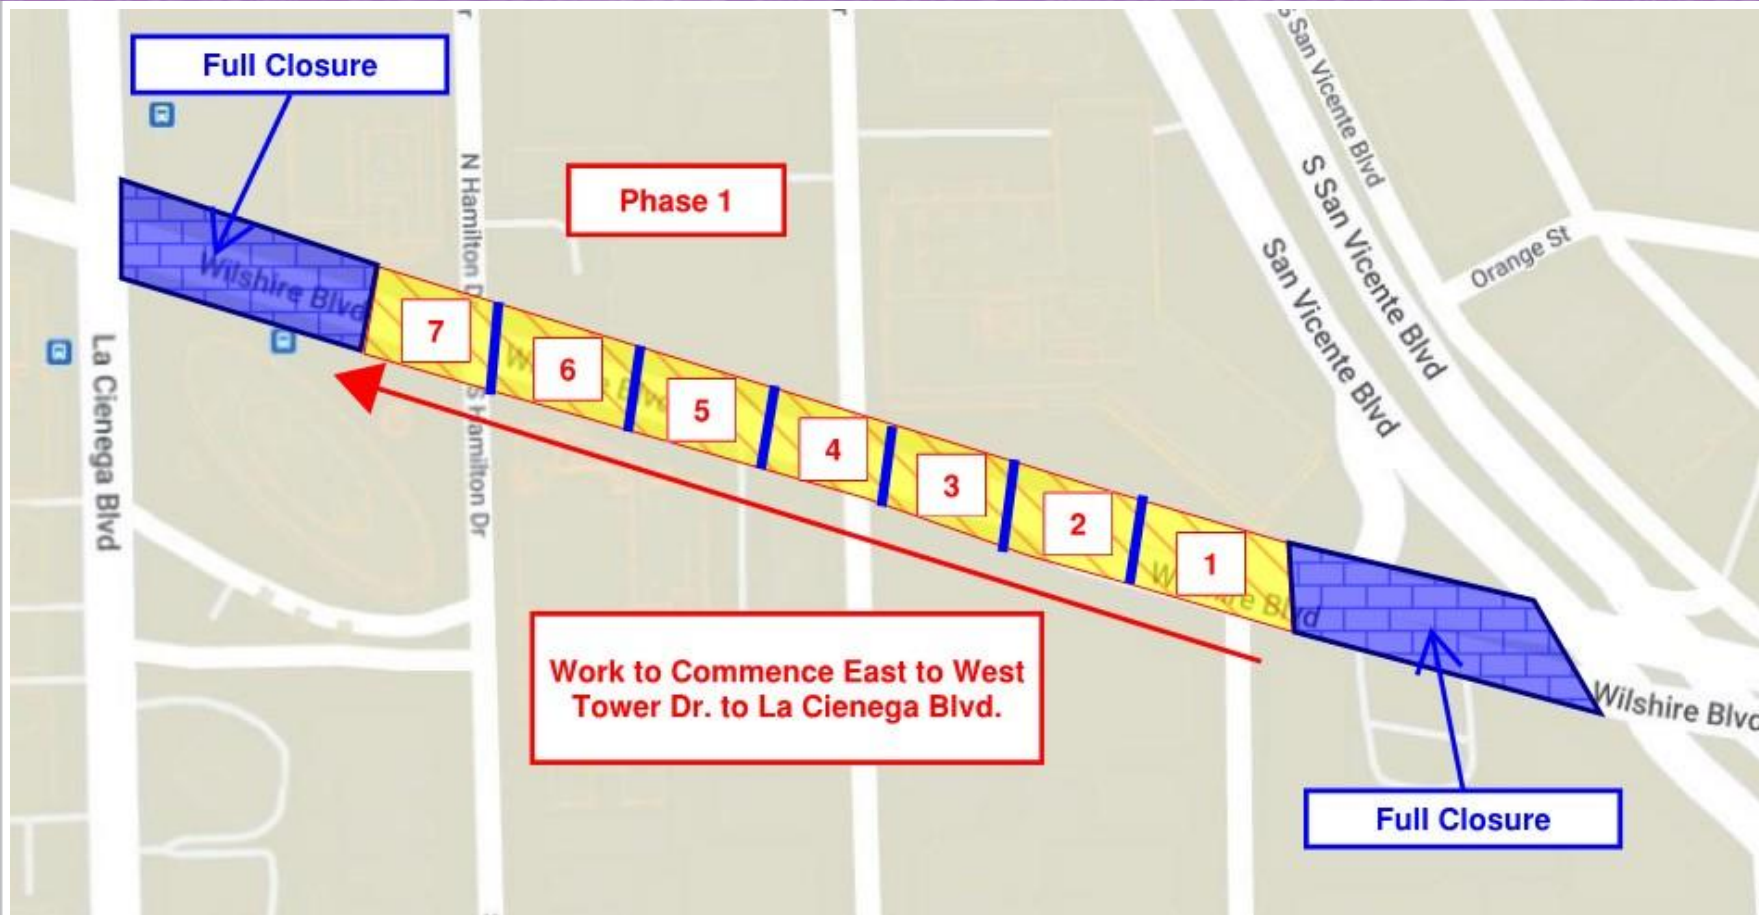 Full Closure
S San Vicente Blvd
N Hamilton D
Phase 1
S San Vicente Blvd
San Vicente Blvd
Orange St
Wilshire Blvd
La Cienega Blvd
7
6
5
4
3
2
1
S Hamilton Dr
Work to Commence East to West
Tower Dr. to La Cienega Blvd.
Wilshire Blvd
Full Closure